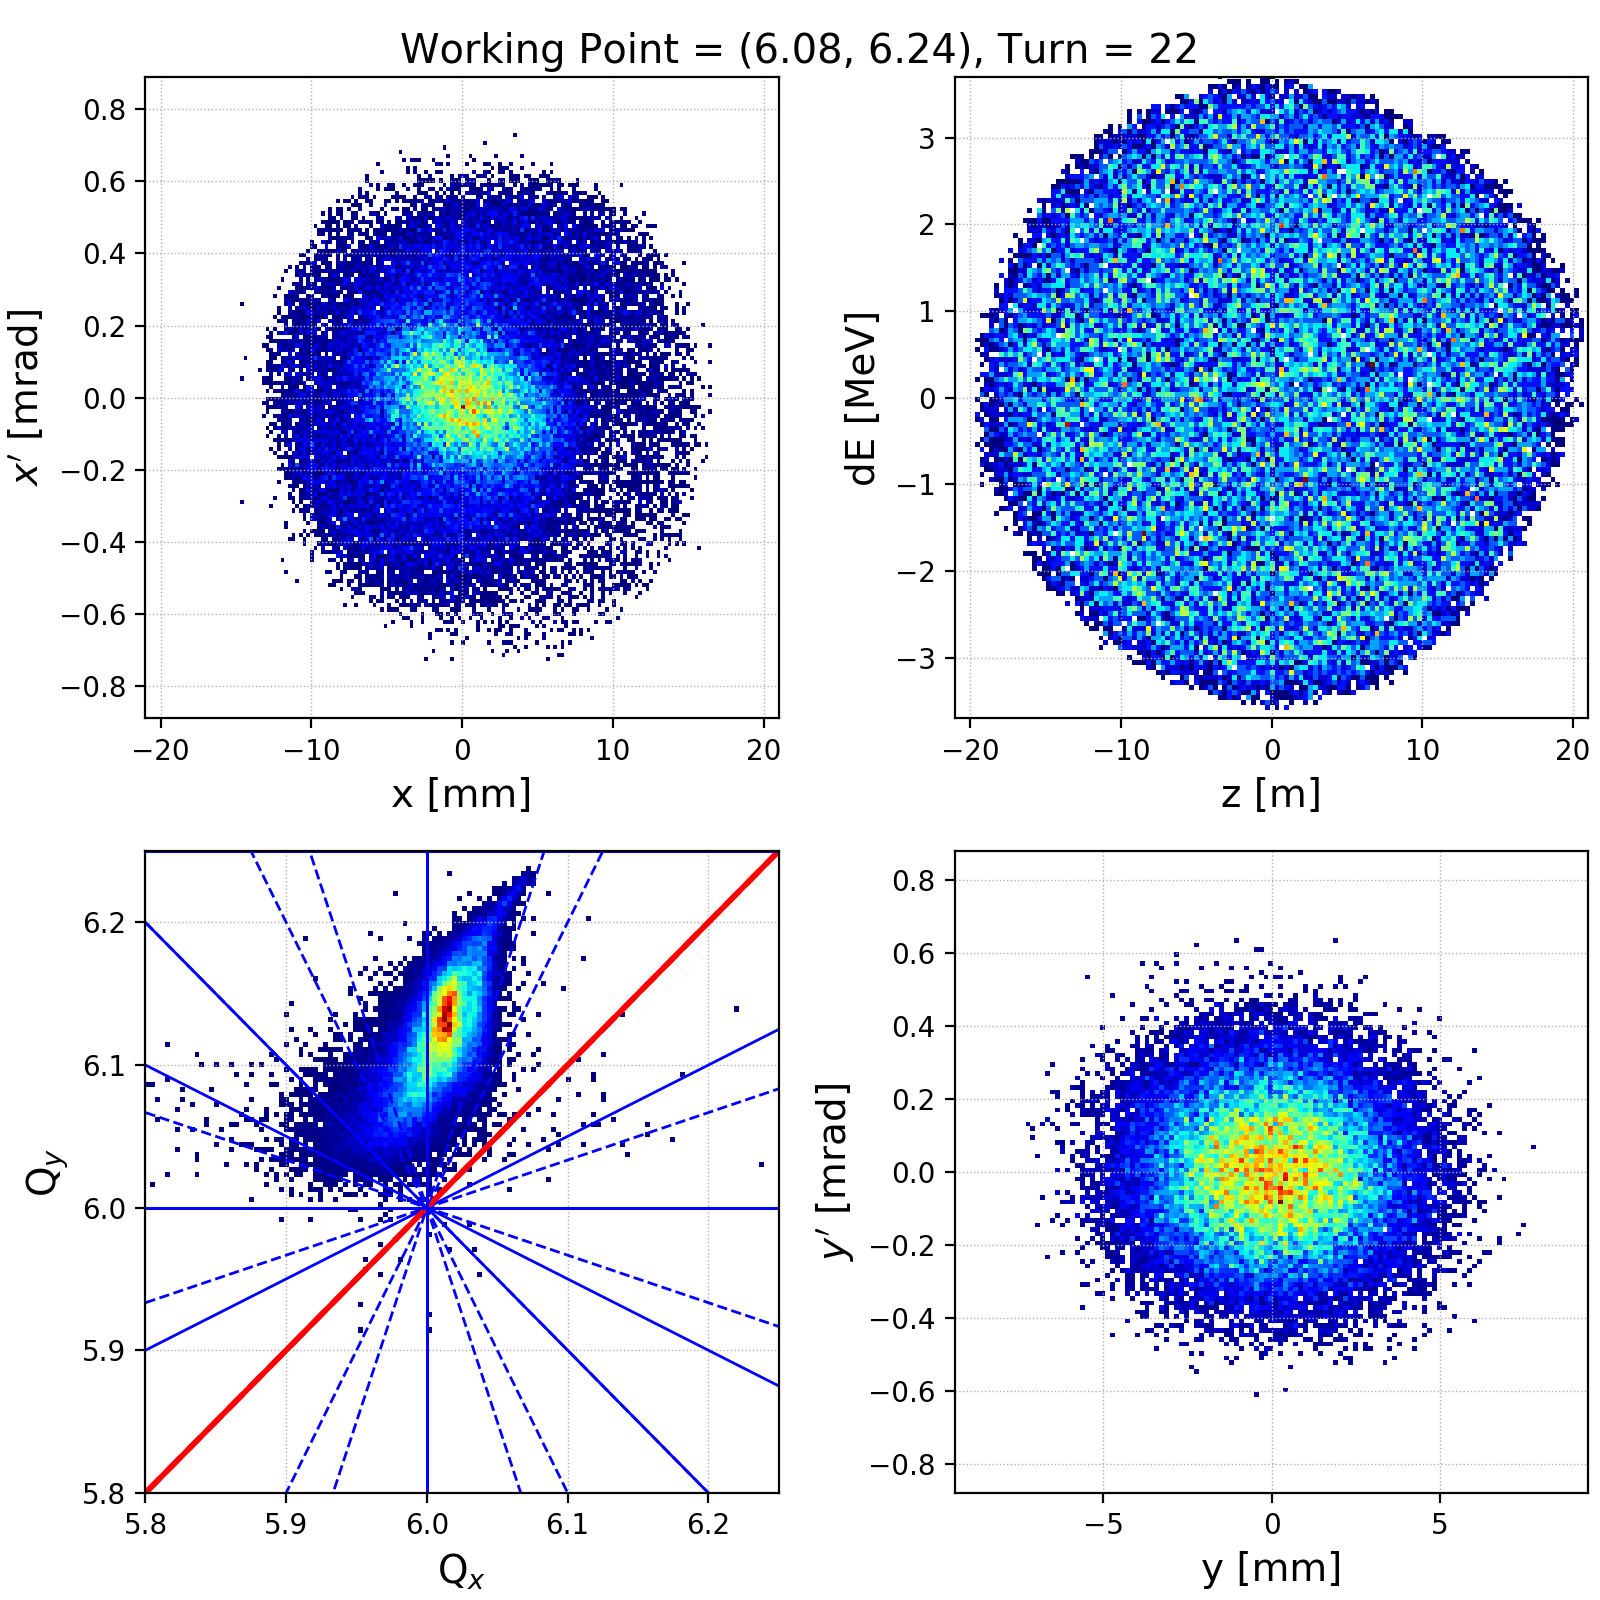 Working Point = (6.08, 6.24), Turn = 22
0.8
0.6
0.4
0.2
0.0
−0.2
−0.4
−0.6
−0.8
x′ [mrad]
−20 −10 0 10 20
x [mm]
3
2
1
0
−1
−2
−3
dE [MeV]
−20 −10 0 10 20
z [m]
6.2
6.1
6.0
5.9
5.8
Qy
5.8 5.9 6.0 6.1 6.2
Qx
0.8
0.6
0.4
0.2
0.0
−0.2
−0.4
−0.6
−0.8
y′ [mrad]
−5 0 5
y [mm]